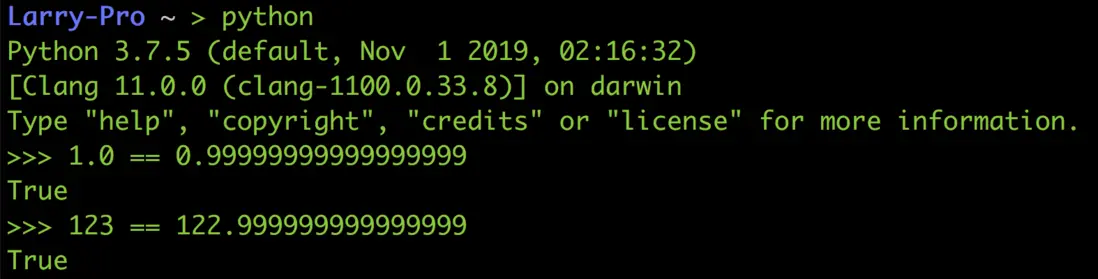 Larry-Pro ~ > python
Python 3.7.5 (default, Nov  1 2019, 02:16:32)
[Clang 11.0.0 (clang-1100.0.33.8)] on darwin
Type "help", "copyright", "credits" or "license" for more information.
>>> 1.0 == 0.99999999999999999
True
>>> 123 == 122.999999999999999
True